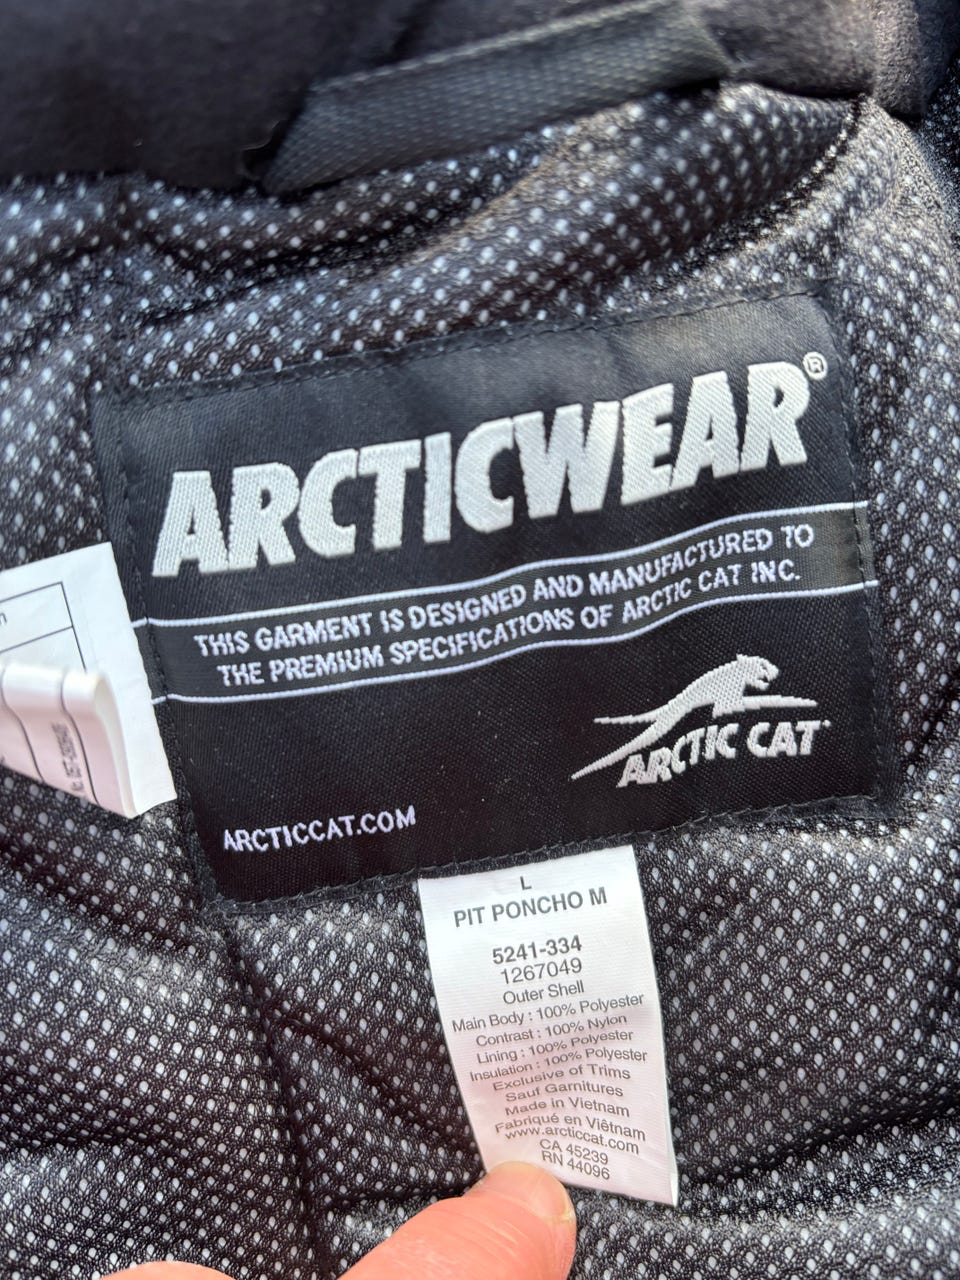 ARCTICWEAR®
THIS GARMENT IS DESIGNED AND MANUFACTURED TO
THE PREMIUM SPECIFICATIONS OF ARCTIC CAT INC.
ARCTIC CAT
ARCTICCAT.COM
L
PIT PONCHO M
5241-334
1267049
Outer Shell
Main Body : 100% Polyester
Contrast : 100% Nylon
Lining : 100% Polyester
Insulation : 100% Polyester
Exclusive of Trims
Sauf Garnitures
Made in Vietnam
Fabriqué en Viêtnam
www.arcticcat.com
CA 45239
RN 44096